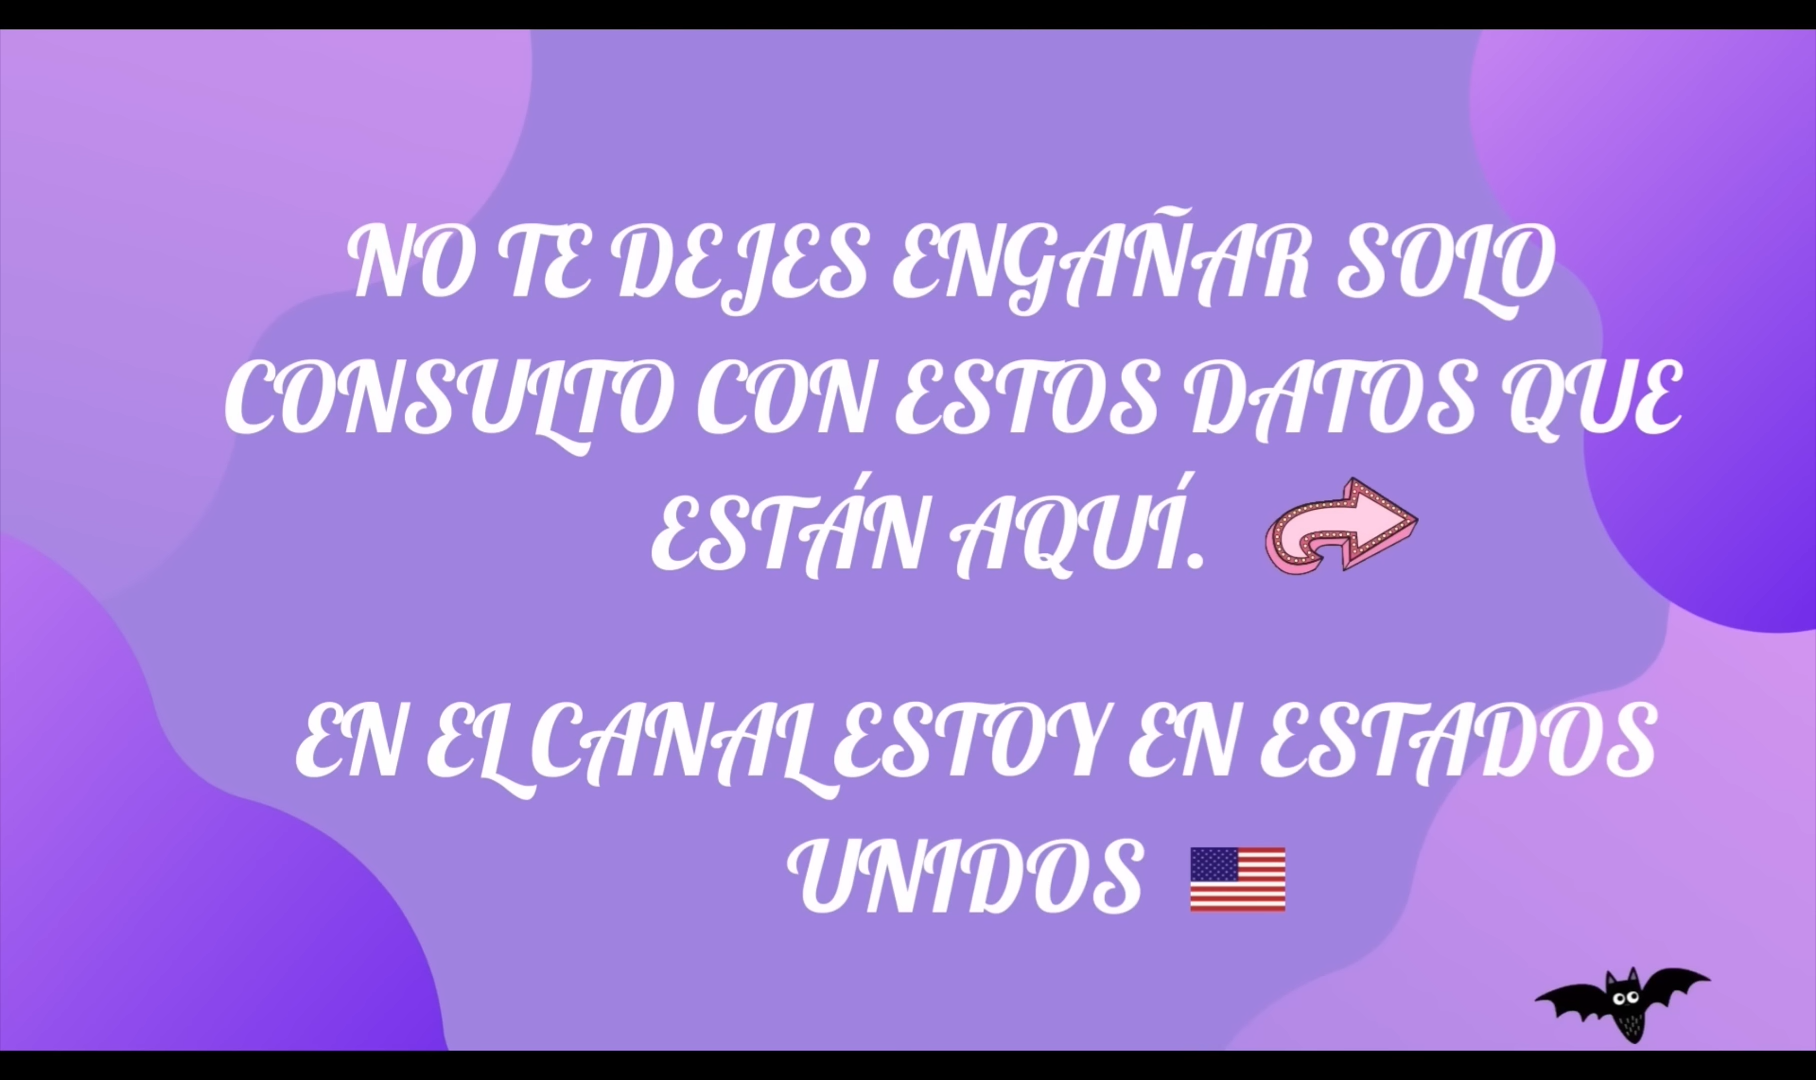 NO TE DEJES ENGAÑAR SOLO
CONSULTO CON ESTOS DATOS QUE
ESTÁN AQUÍ.
EN EL CANAL ESTOY EN ESTADOS
UNIDOS